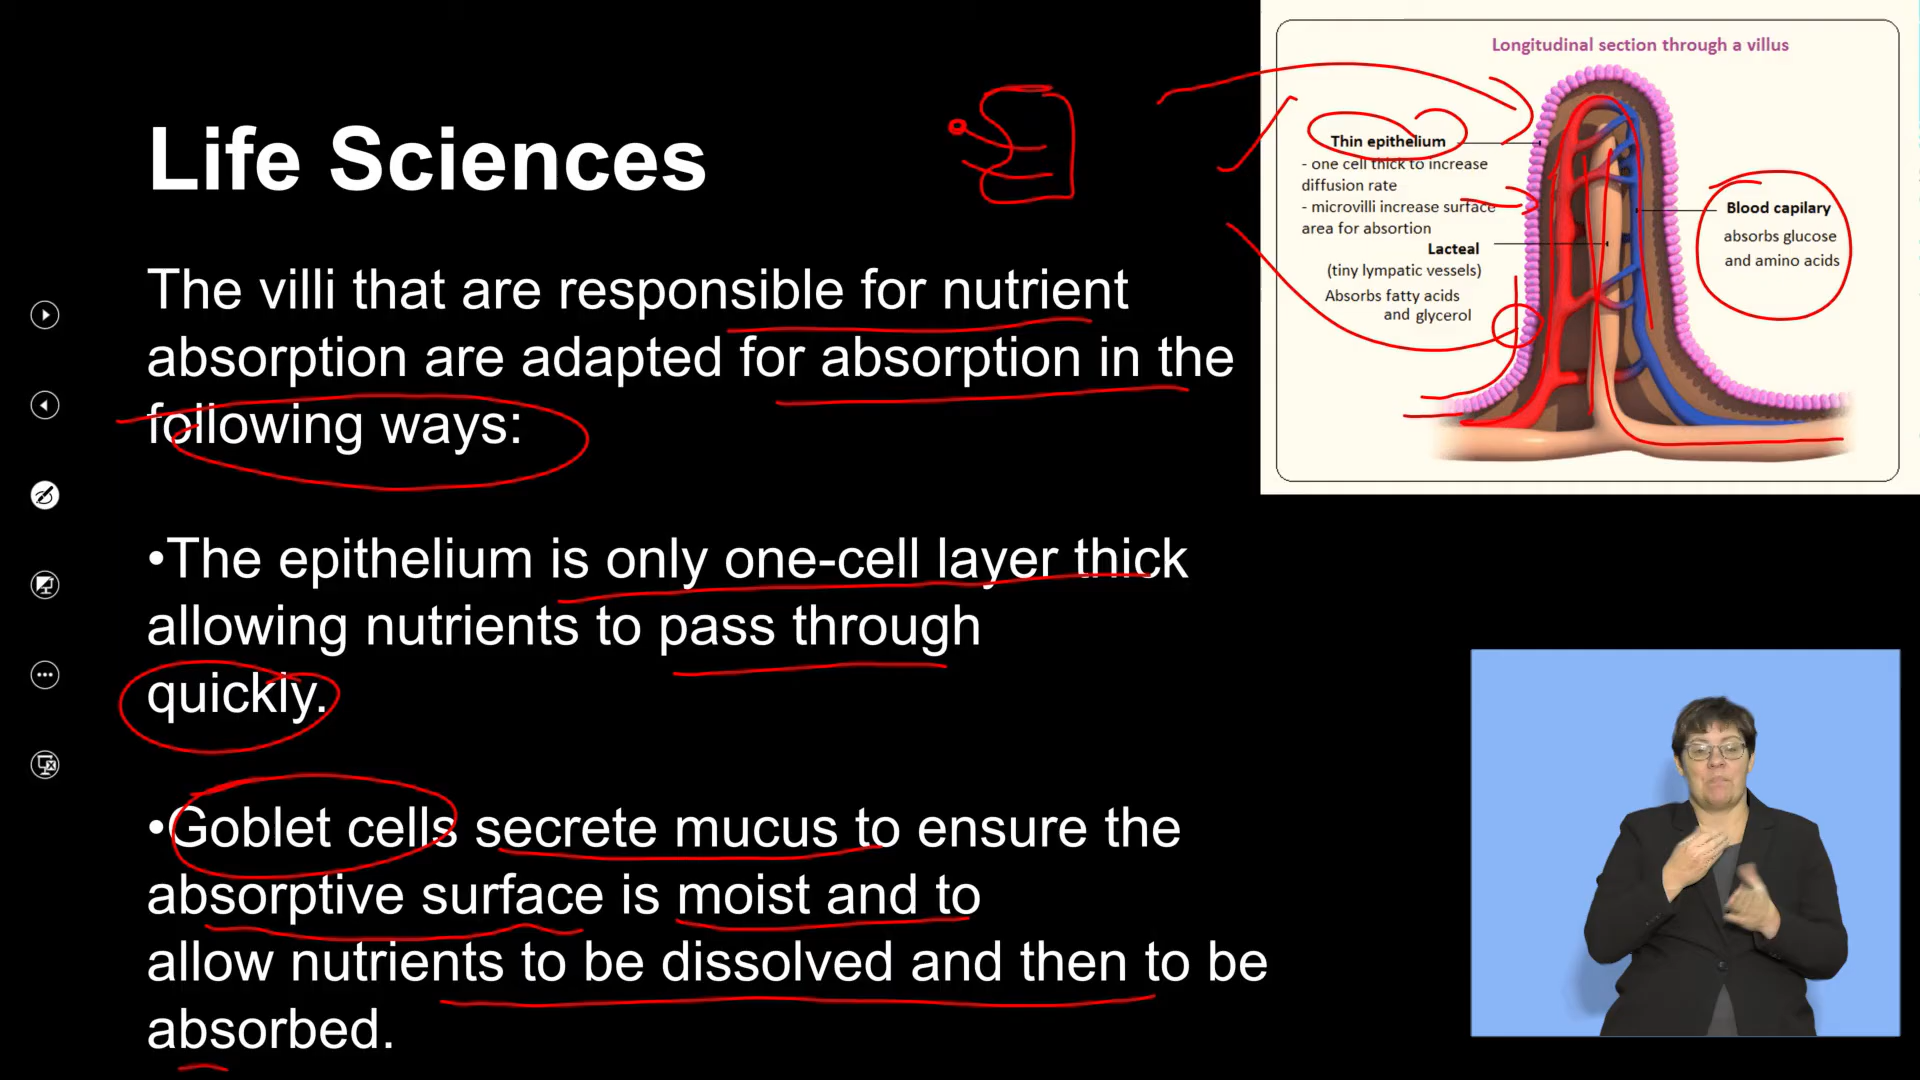 Life Sciences
The villi that are responsible for nutrient
absorption are adapted for absorption in the
following ways:
•The epithelium is only one-cell layer thick
allowing nutrients to pass through
quickly.
•Goblet cells secrete mucus to ensure the
absorptive surface is moist and to
allow nutrients to be dissolved and then to be
absorbed.
Longitudinal section through a villus
Thin epithelium
- one cell thick to increase
diffusion rate
- microvilli increase surface
area for absortion
Lacteal
(tiny lympatic vessels)
Absorbs fatty acids
and glycerol
Blood capilary
absorbs glucose
and amino acids